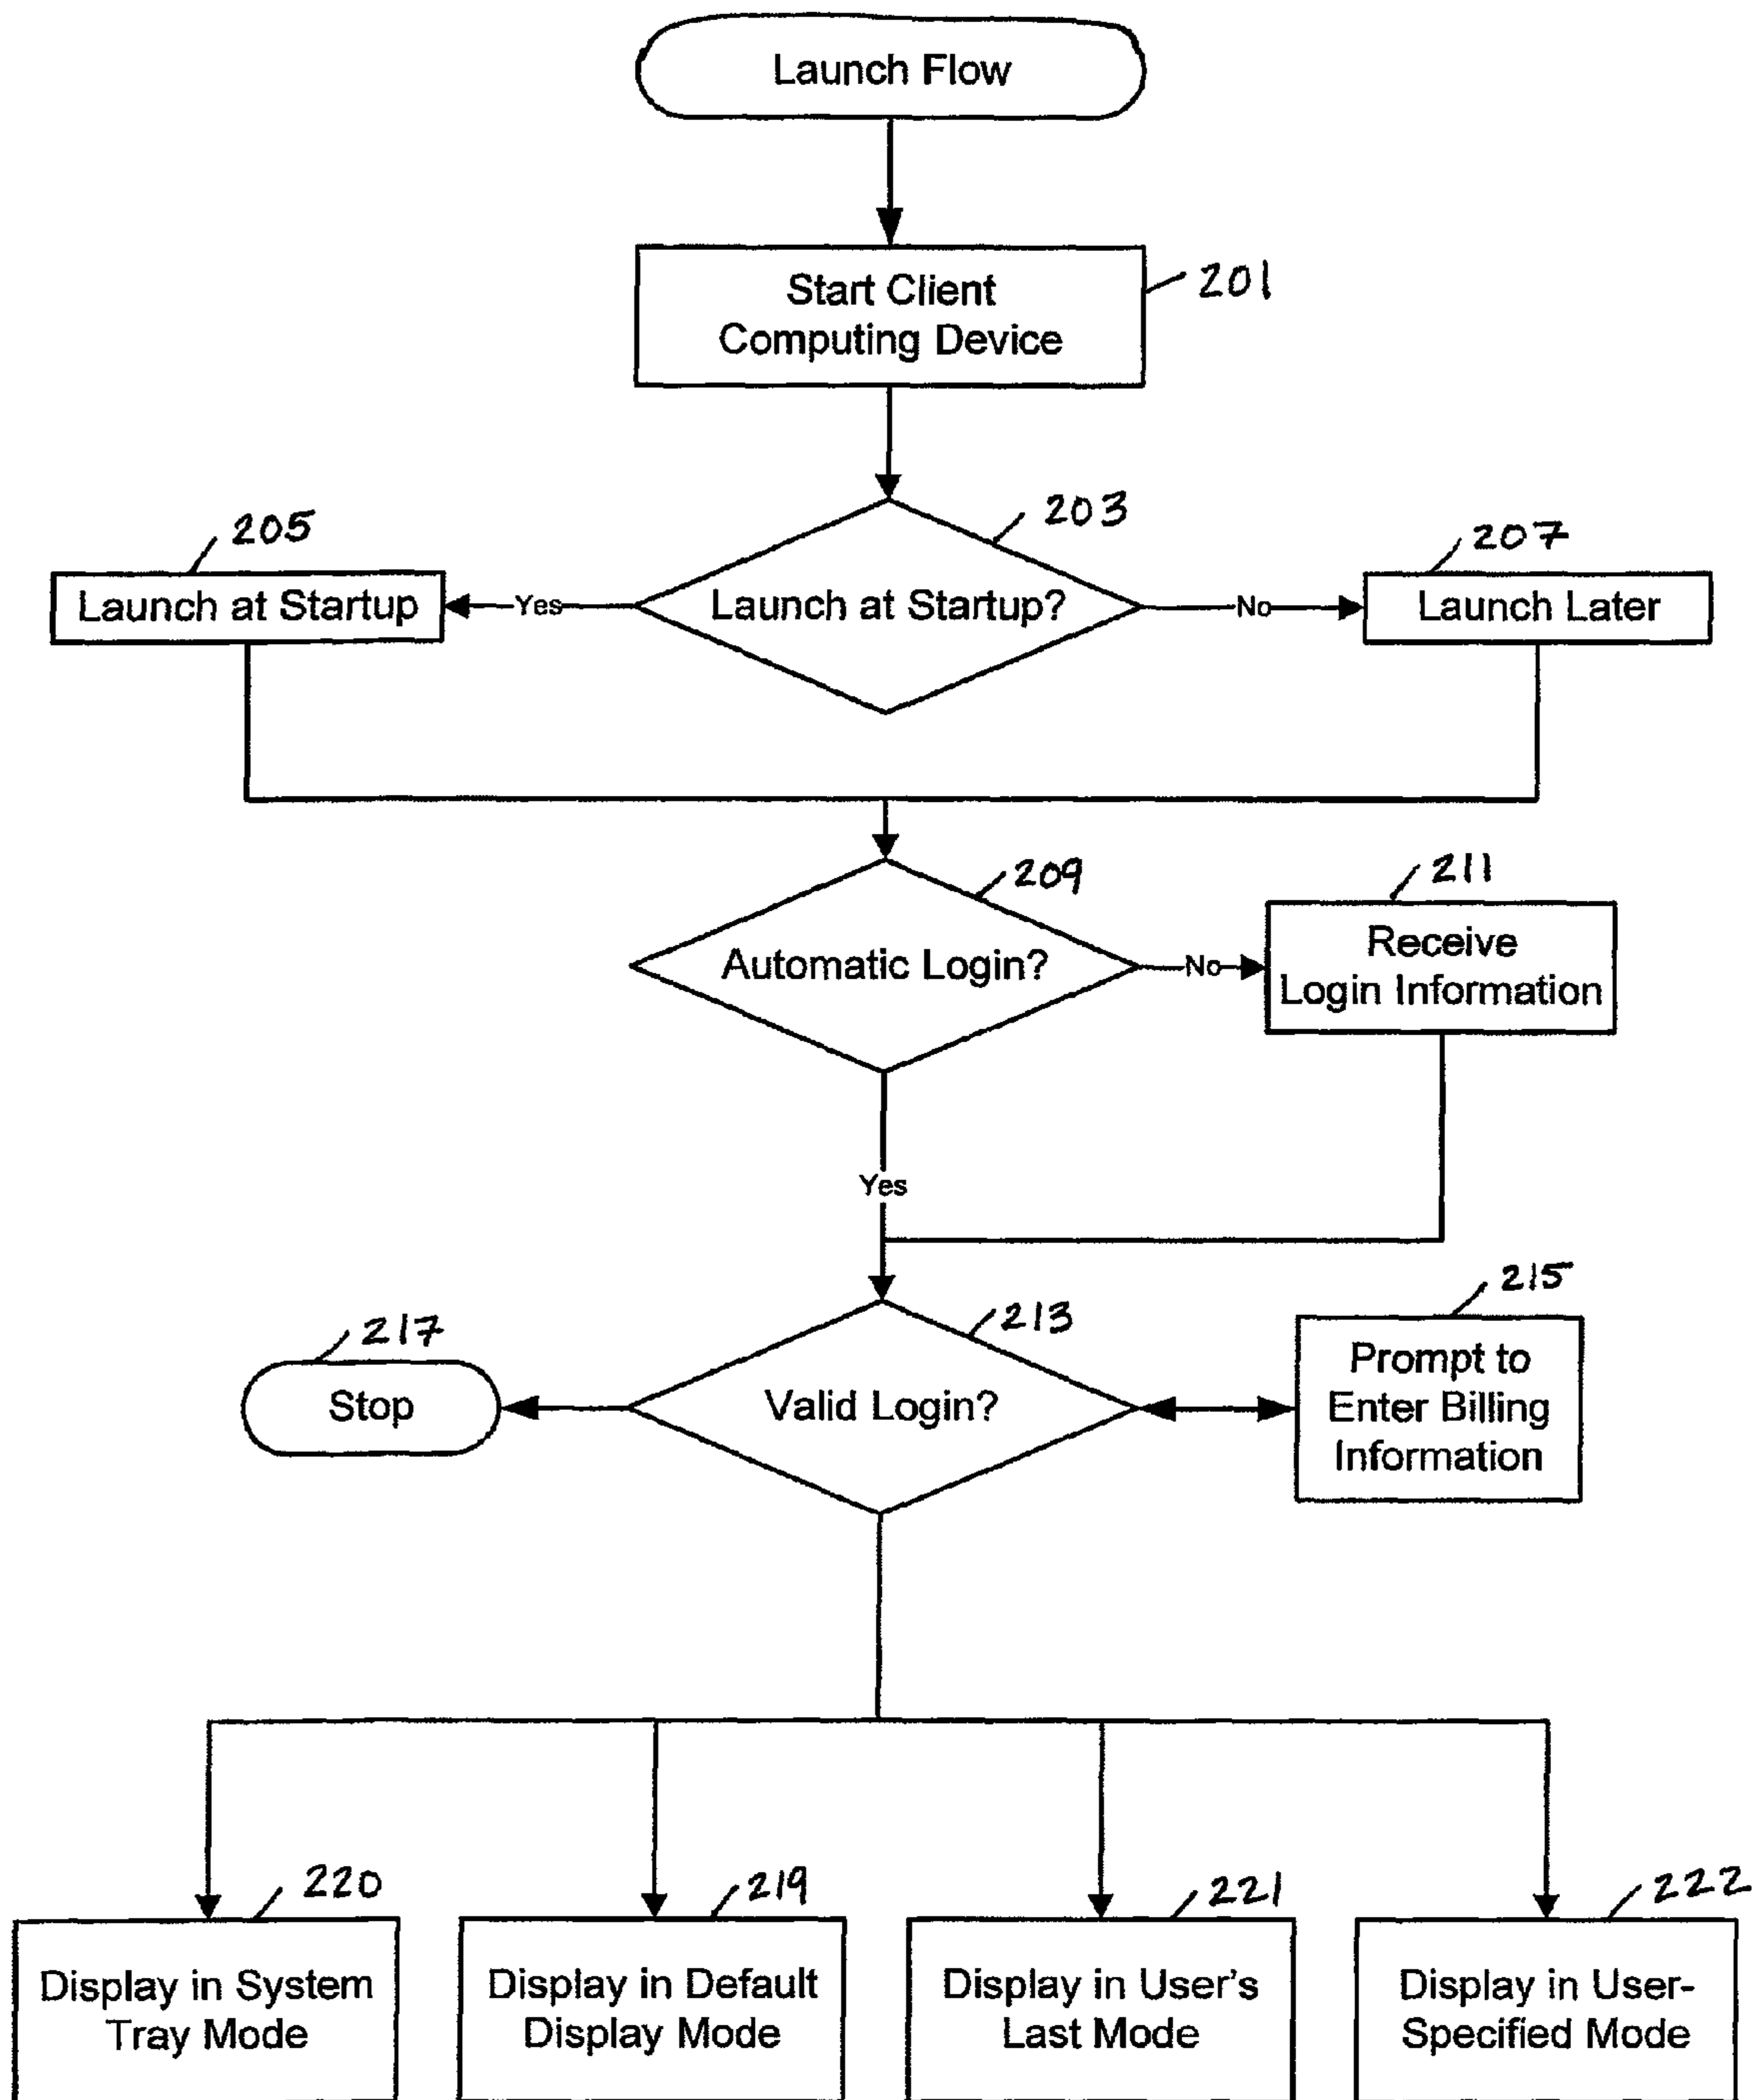 Launch Flow
Start Client
Computing Device
201
203
205
207
Launch at Startup
Yes
Launch at Startup?
No
Launch Later
209
211
Automatic Login?
No
Receive
Login Information
Yes
213
215
217
Stop
Valid Login?
Prompt to
Enter Billing
Information
220
219
221
222
Display in System
Tray Mode
Display in Default
Display Mode
Display in User's
Last Mode
Display in User-
Specified Mode